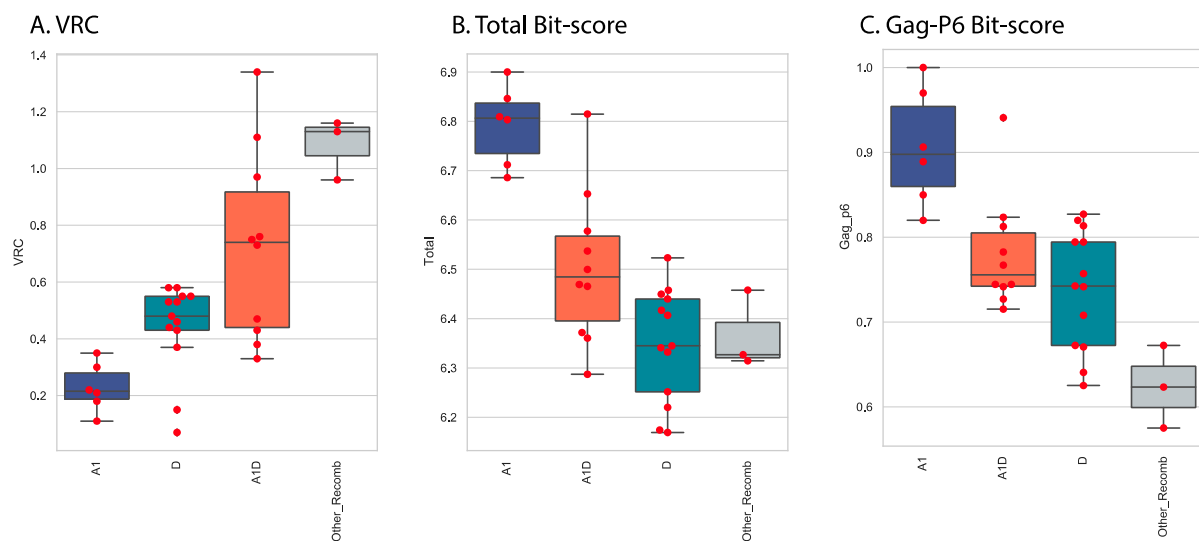 A. VRC
1.4
1.2
1.0
0.8
0.6
0.4
0.2
VRC
A1
D
A1D
Other_Recomb
B. Total Bit-score
6.9
6.8
6.7
6.6
6.5
6.4
6.3
6.2
Total
A1
A1D
D
Other_Recomb
C. Gag-P6 Bit-score
1.0
0.9
0.8
0.7
0.6
Gag_p6
A1
A1D
D
Other_Recomb